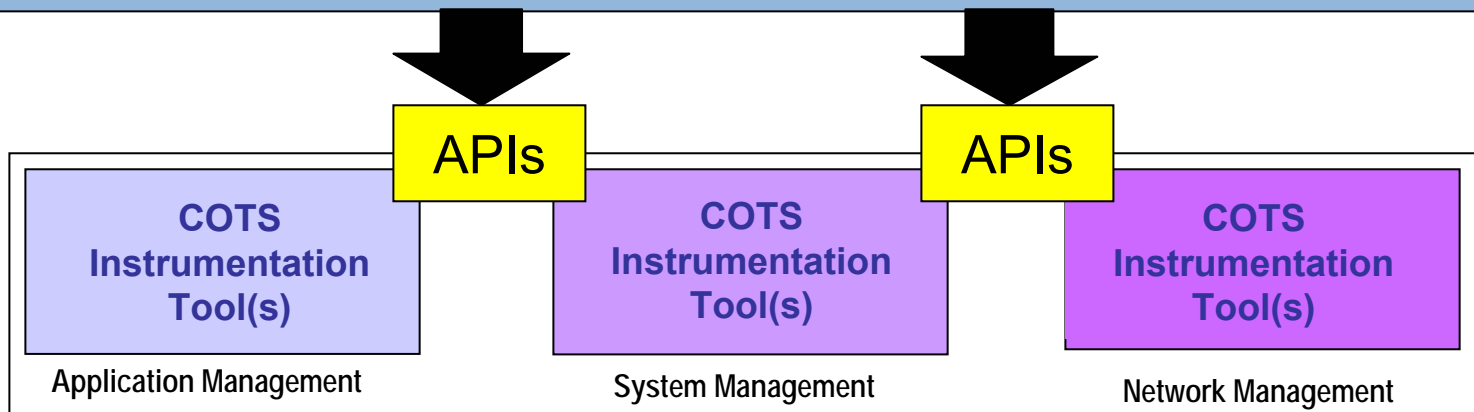 APIs
APIs
COTS
Instrumentation
Tool(s)
Application Management
COTS
Instrumentation
Tool(s)
System Management
COTS
Instrumentation
Tool(s)
Network Management